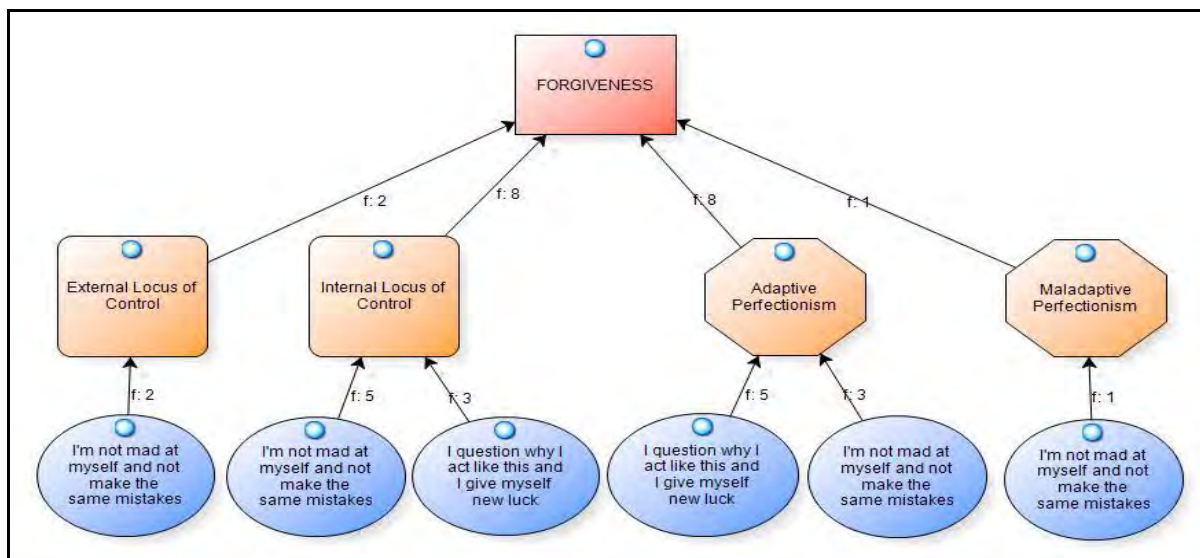 FORGIVENESS
f: 2
f: 8
f: 8
f: 1
External Locus of
Control
Internal Locus of
Control
Adaptive
Perfectionism
Maladaptive
Perfectionism
f: 2
f: 5
f: 3
f: 5
f: 3
f: 1
I'm not mad at
myself and not
make the
same mistakes
I'm not mad at
myself and not
make the
same mistakes
I question why I
act like this and
I give myself
new luck
I question why I
act like this and
I give myself
new luck
I'm not mad at
myself and not
make the
same mistakes
I'm not mad at
myself and not
make the
same mistakes